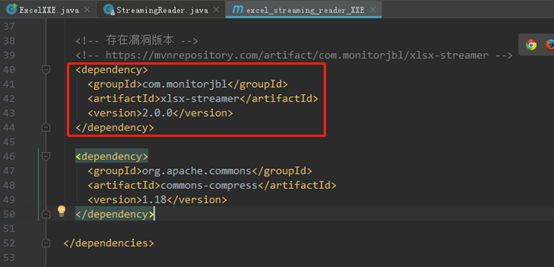 ExcelXXE.java × StreamingReader.java × excel_streaming_reader_XXE ×
37
38 <!-- 存在漏洞版本 -->
39 <!-- https://mvnrepository.com/artifact/com.monitorjbl/xlsx-streamer -->
40 <dependency>
41 <groupId>com.monitorjbl</groupId>
42 <artifactId>xlsx-streamer</artifactId>
43 <version>2.0.0</version>
44 </dependency>
45
46 <dependency>
47 <groupId>org.apache.commons</groupId>
48 <artifactId>commons-compress</artifactId>
49 <version>1.18</version>
50 </dependency>
51
52 </dependencies>
53